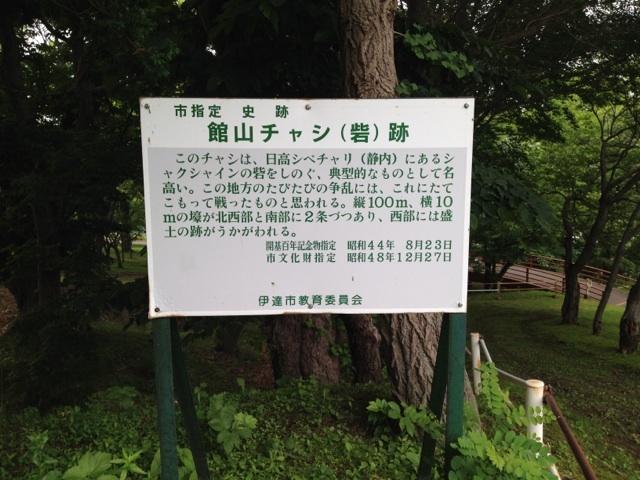 市指定 史跡
館山チャシ(砦)跡
このチャシは、日高シベチャリ(静内)にあるシ
ャクシャインの砦をしのぐ、典型的なものとして名
高い。この地方のたびたびの争乱には、これにたて
こもって戦ったものと思われる。縦100m、横10
mの壕が北西部と南部に2条づつあり、西部には盛
土の跡がうかがわれる。
開基百年記念物指定 昭和44年 8月23日
市文化財指定 昭和48年12月27日
伊達市教育委員会